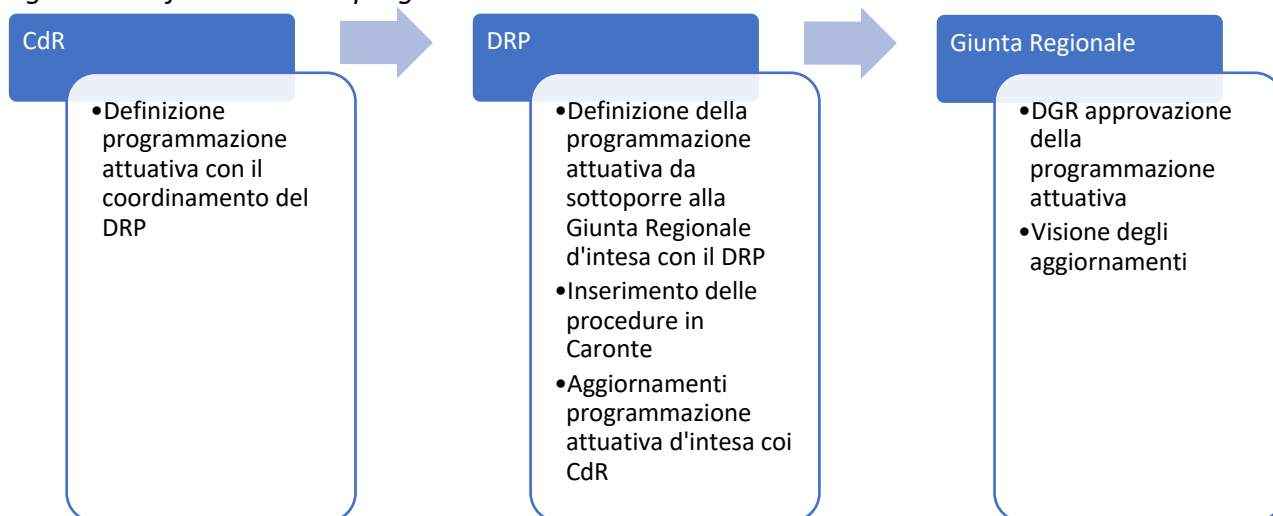 CdR
•Definizione
programmazione
attuativa con il
coordinamento del
DRP
DRP
•Definizione della
programmazione
attuativa da
sottoporre alla
Giunta Regionale
d'intesa con il DRP
•Inserimento delle
procedure in
Caronte
•Aggiornamenti
programmazione
attuativa d'intesa coi
CdR
Giunta Regionale
•DGR approvazione
della
programmazione
attuativa
•Visione degli
aggiornamenti